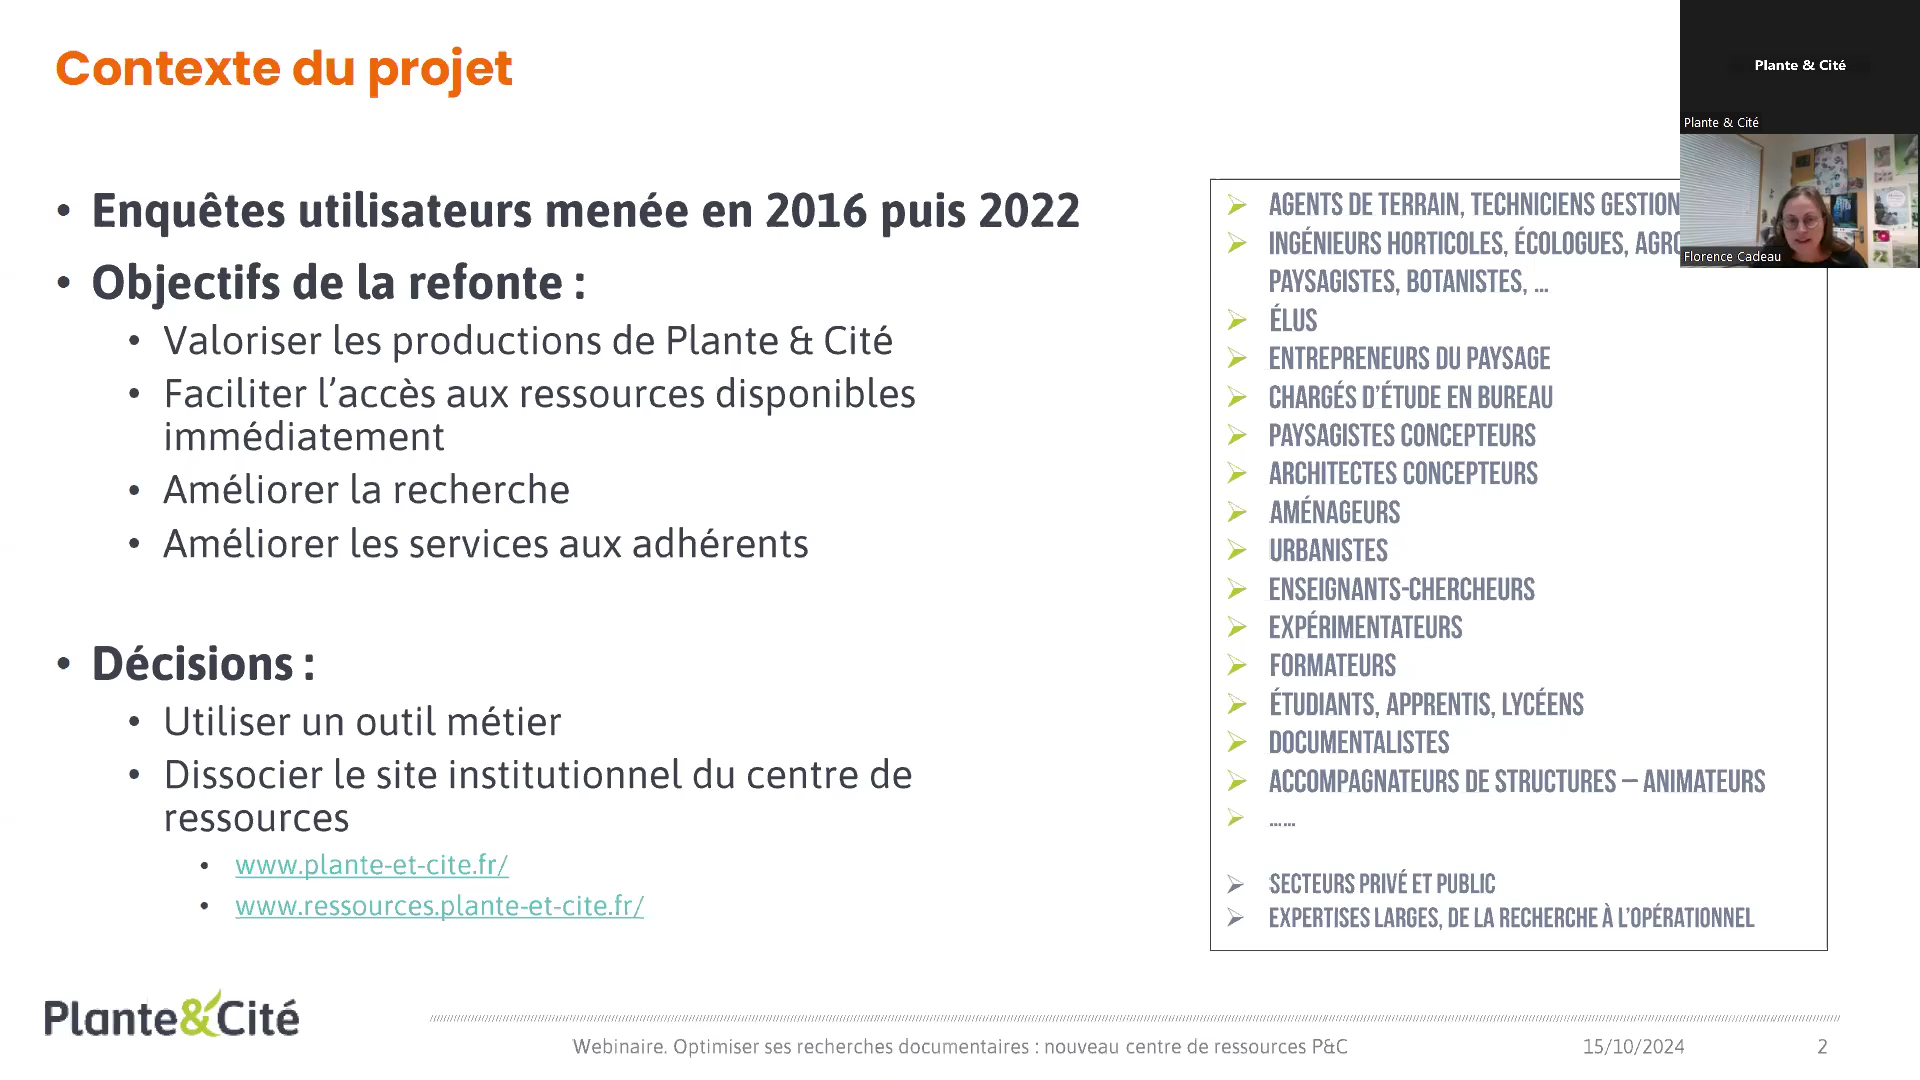 Contexte du projet
• Enquêtes utilisateurs menée en 2016 puis 2022
• Objectifs de la refonte :
• Valoriser les productions de Plante & Cité
• Faciliter l’accès aux ressources disponibles
immédiatement
• Améliorer la recherche
• Améliorer les services aux adhérents
• Décisions :
• Utiliser un outil métier
• Dissocier le site institutionnel du centre de
ressources
• www.plante-et-cite.fr/
• www.ressources.plante-et-cite.fr/
AGENTS DE TERRAIN, TECHNICIENS
INGÉNIEURS HORTICOLES, ÉCOLOGUES,
PAYSAGISTES, BOTANISTES, ...
ÉLUS
ENTREPRENEURS DU PAYSAGE
CHARGÉS D’ÉTUDE EN BUREAU
PAYSAGISTES CONCEPTEURS
ARCHITECTES CONCEPTEURS
AMÉNAGEURS
URBANISTES
ENSEIGNANTS-CHERCHEURS
EXPÉRIMENTATEURS
FORMATEURS
ÉTUDIANTS, APPRENTIS, LYCÉENS
DOCUMENTALISTES
ACCOMPAGNATEURS DE STRUCTURES – ANIMATEURS
......
SECTEURS PRIVÉ ET PUBLIC
EXPERTISES LARGES, DE LA RECHERCHE À L’OPÉRATIONNEL
Plante & Cité
Plante & Cité
Florence Cadeau
Plante&Cité
Webinaire. Optimiser ses recherches documentaires : nouveau centre de ressources P&C
15/10/2024
2